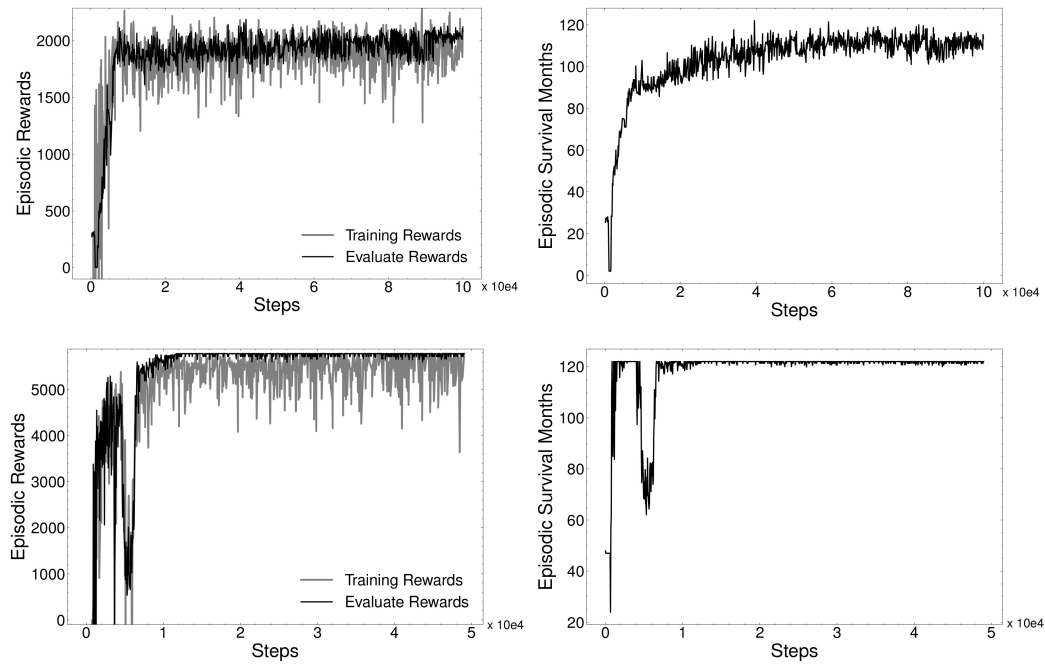 Episodic Rewards
2000
1500
1000
500
0
Training Rewards
Evaluate Rewards
0 2 4 6 8 10
x 10e4
Steps
Episodic Survival Months
120
100
80
60
40
20
0
0 2 4 6 8 10
x 10e4
Steps
Episodic Rewards
5000
4000
3000
2000
1000
0
Training Rewards
Evaluate Rewards
0 1 2 3 4 5
x 10e4
Steps
Episodic Survival Months
120
100
80
60
40
20
0 1 2 3 4 5
x 10e4
Steps